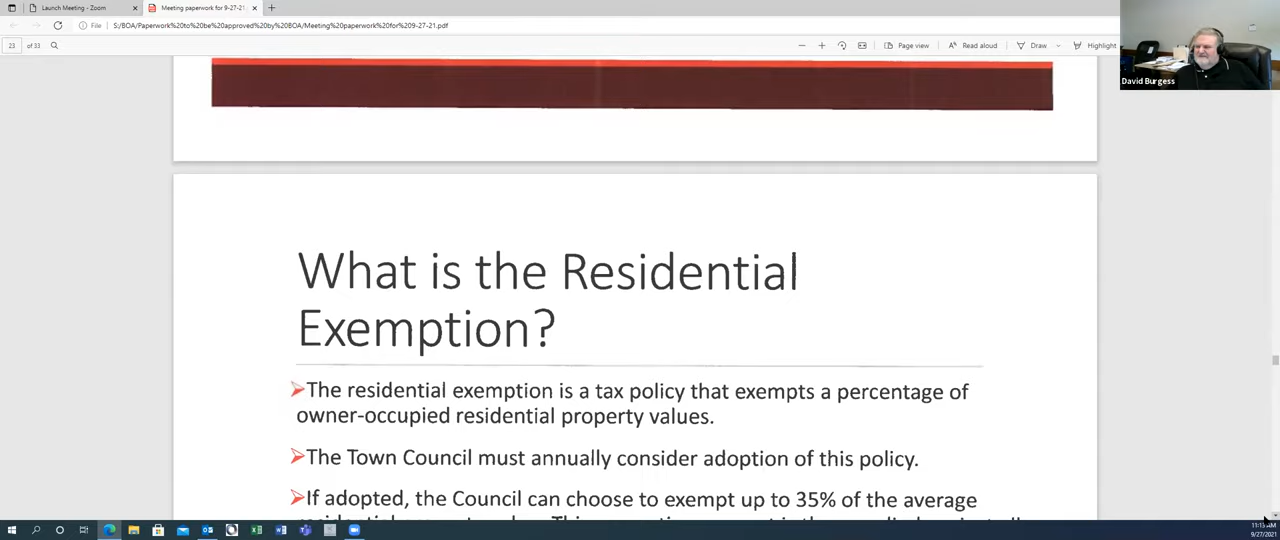 Launch Meeting - Zoom
Meeting paperwork for 9-27-21.
File
S:/BOA/Paperwork%20to%20be%20approved%20by%20BOA/Meeting%20paperwork%20for%209-27-21.pdf
23 of 33
Page view
Read aloud
Draw
Highlight
David Burgess
What is the Residential
Exemption?
➢The residential exemption is a tax policy that exempts a percentage of
owner-occupied residential property values.
➢The Town Council must annually consider adoption of this policy.
➢If adopted, the Council can choose to exempt up to 35% of the average
9/27/2021